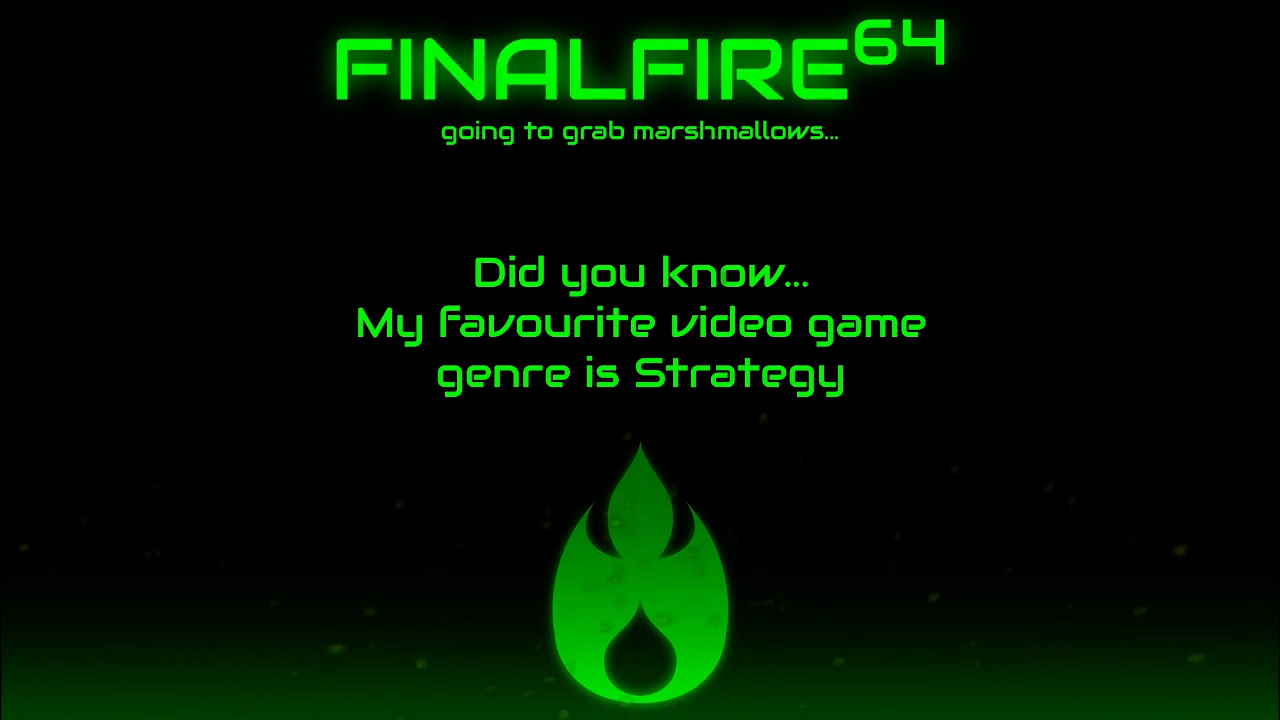 FINALFIRE64
going to grab marshmallows...
Did you know...
My favourite video game
genre is Strategy